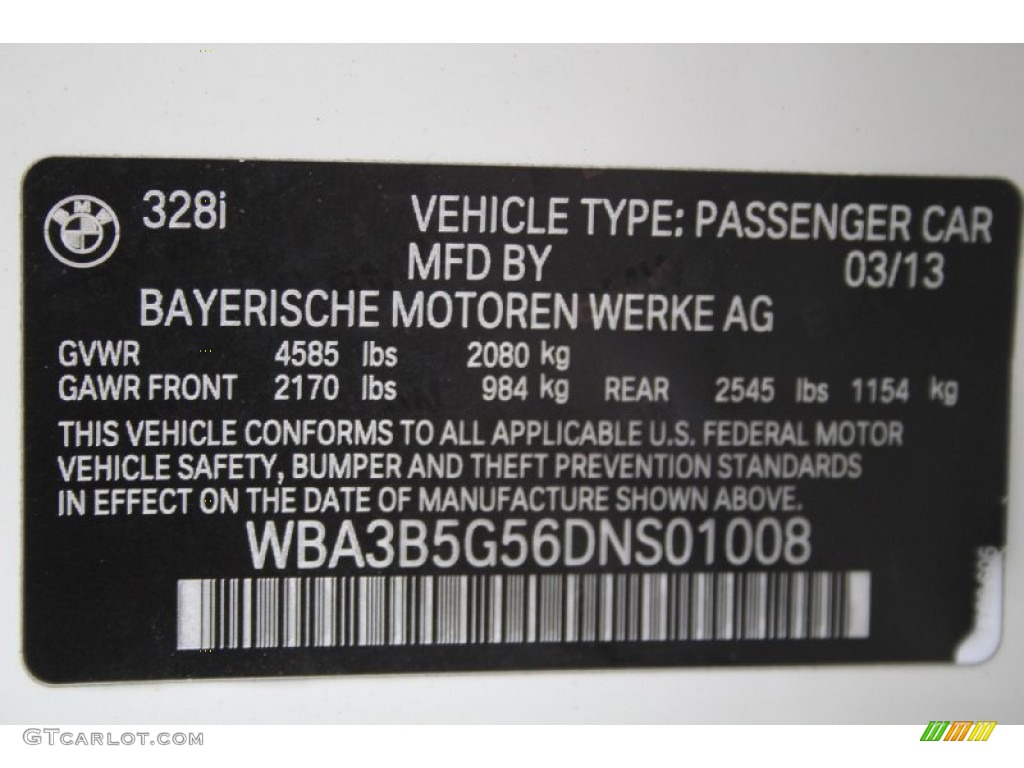 BMW 328i VEHICLE TYPE: PASSENGER CAR
MFD BY 03/13
BAYERISCHE MOTOREN WERKE AG
GVWR 4585 lbs 2080 kg
GAWR FRONT 2170 lbs 984 kg REAR 2545 lbs 1154 kg
THIS VEHICLE CONFORMS TO ALL APPLICABLE U.S. FEDERAL MOTOR
VEHICLE SAFETY, BUMPER AND THEFT PREVENTION STANDARDS
IN EFFECT ON THE DATE OF MANUFACTURE SHOWN ABOVE.
WBA3B5G56DNS01008
GTCARLOT.COM